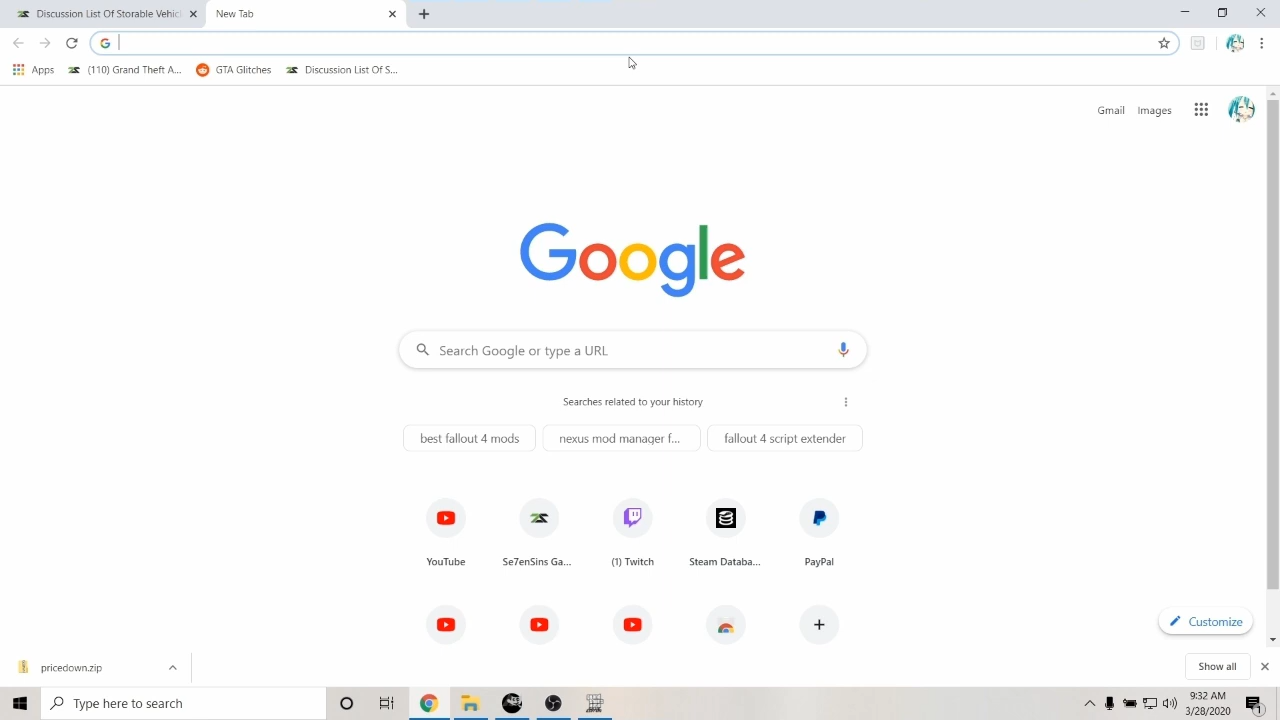 Discussion List Of Storable Vehicl
New Tab
Apps
(110) Grand Theft A...
GTA Glitches
Discussion List Of S...
Gmail
Images
Google
Search Google or type a URL
Searches related to your history
best fallout 4 mods
nexus mod manager f...
fallout 4 script extender
YouTube
Se7enSins Ga...
(1) Twitch
Steam Databa...
PayPal
Customize
pricedown.zip
Show all
Type here to search
9:32 AM
3/28/2020
1